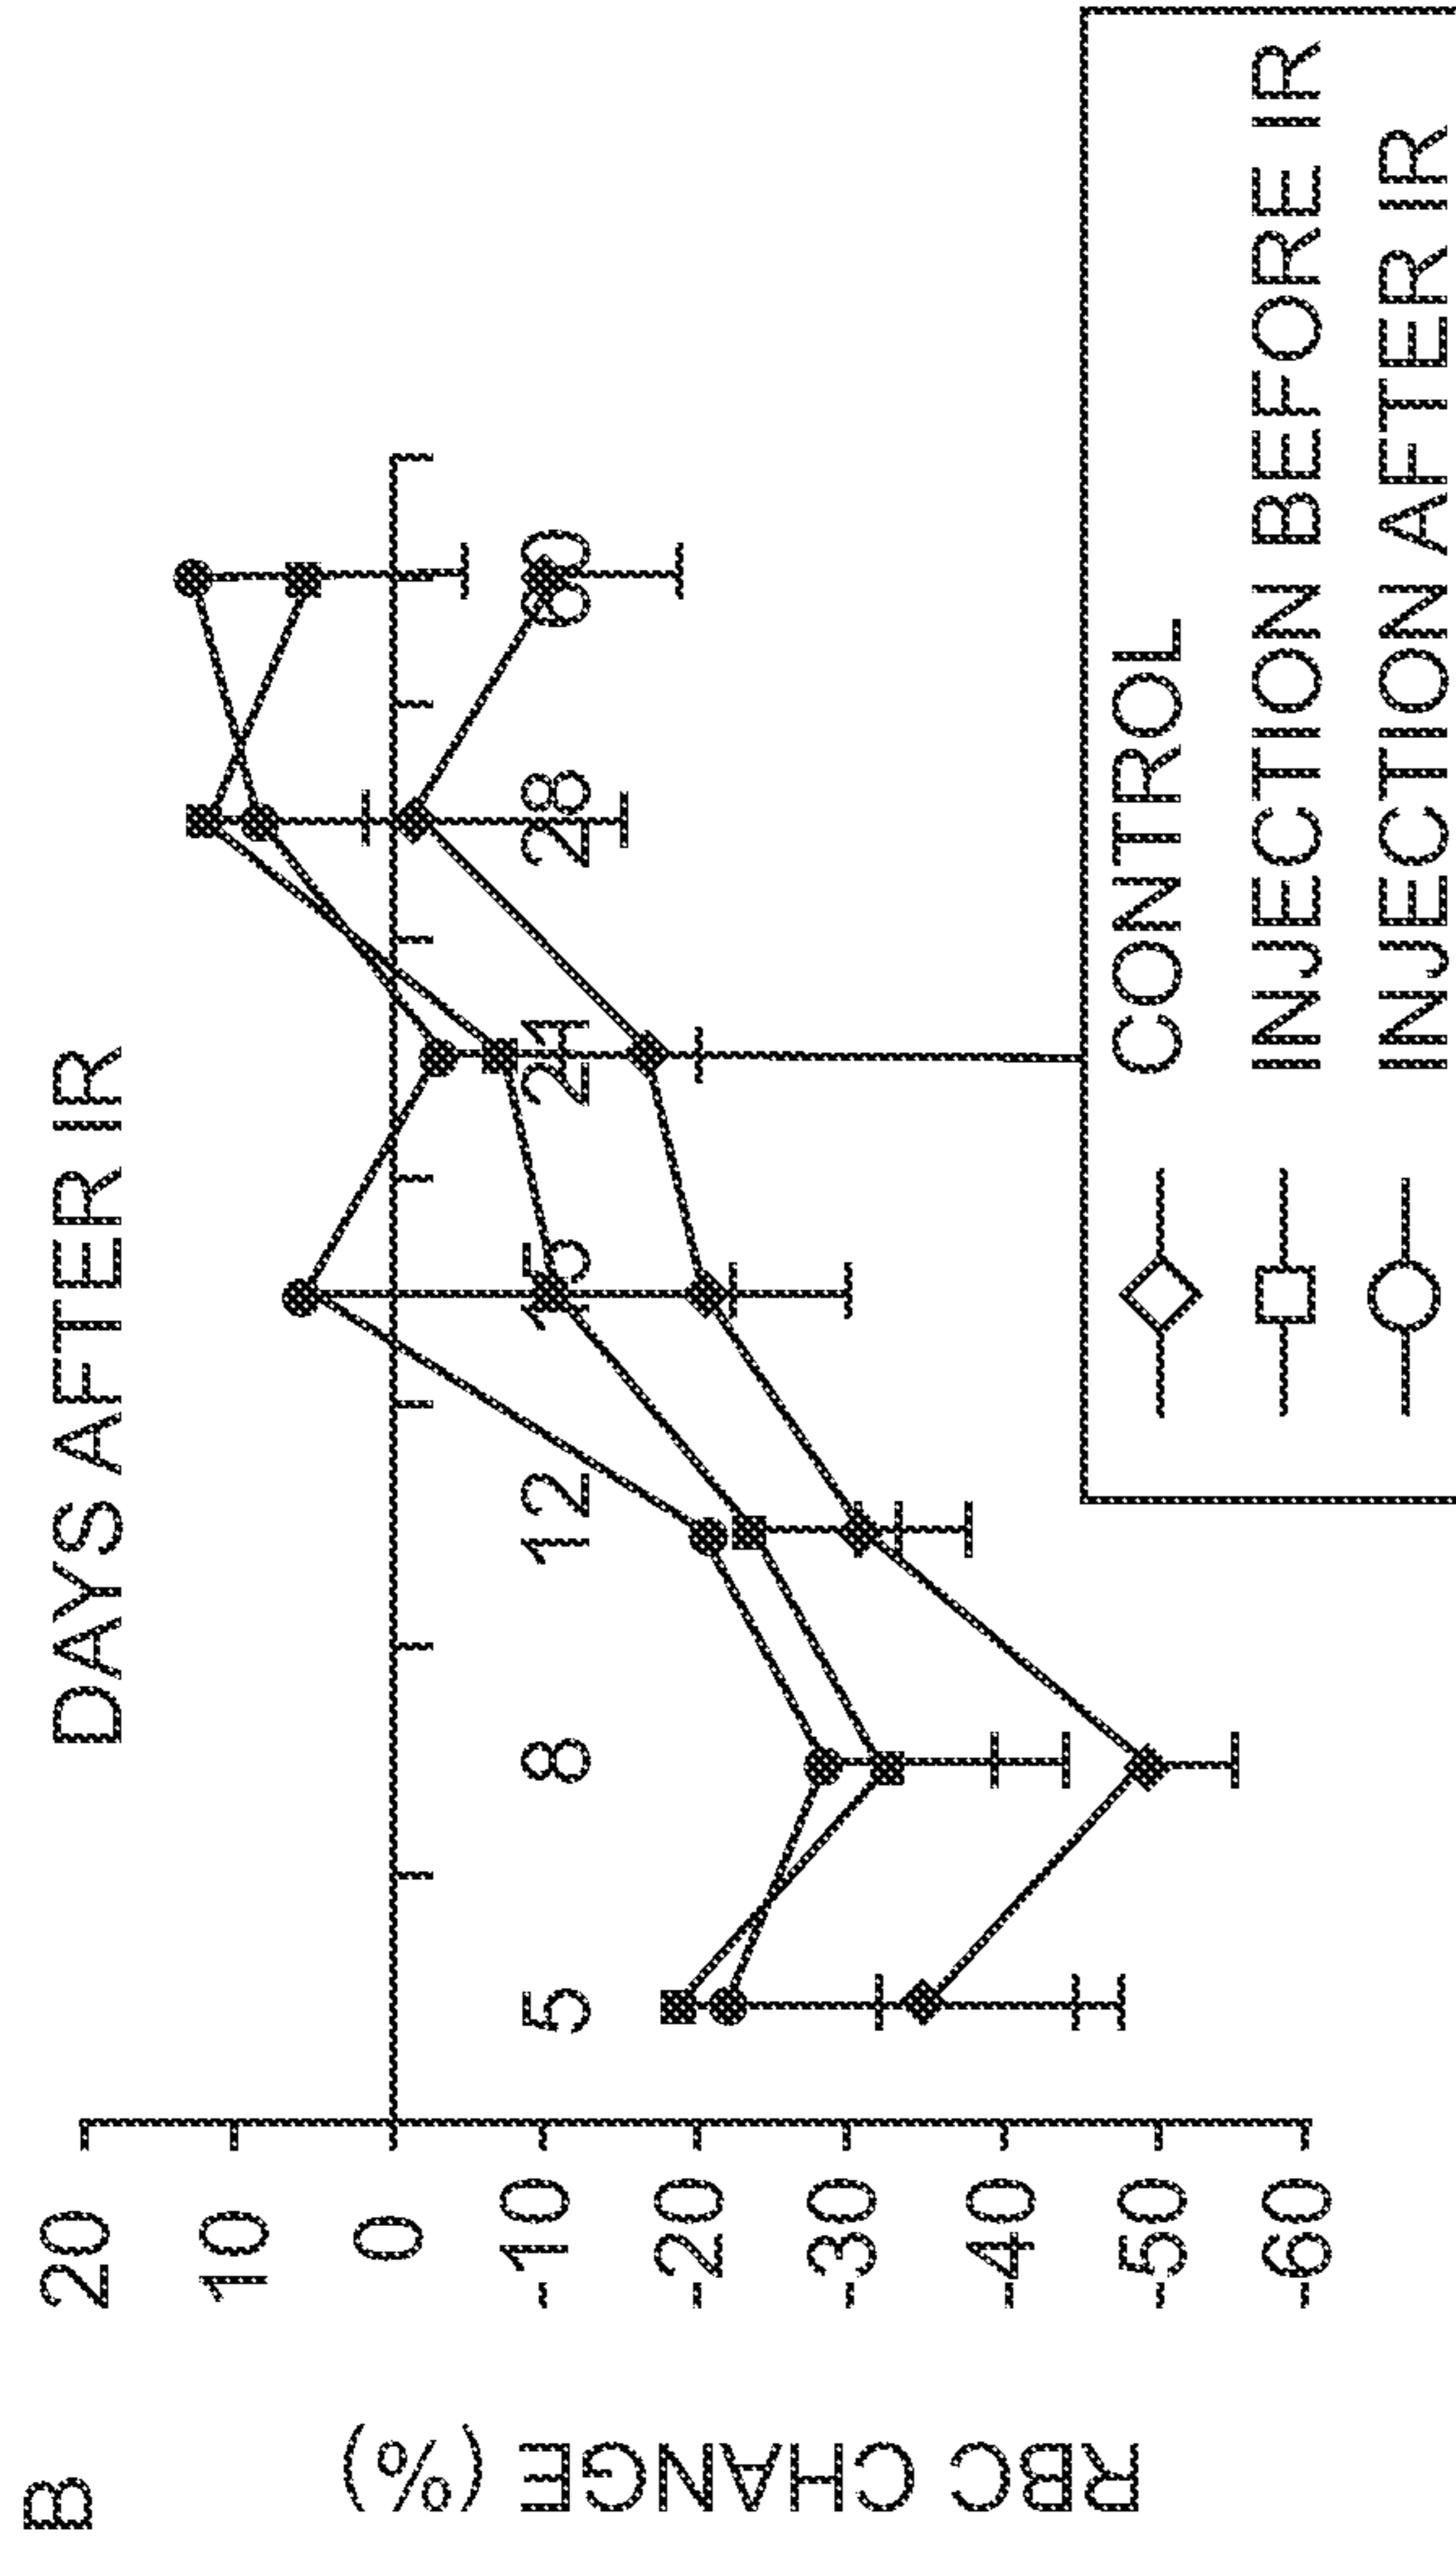 B
DAYS AFTER IR
20
10
0
-10
-20
-30
-40
-50
-60
RBC CHANGE (%)
5 8 12 15 21 28 60
CONTROL
INJECTION BEFORE IR
INJECTION AFTER IR